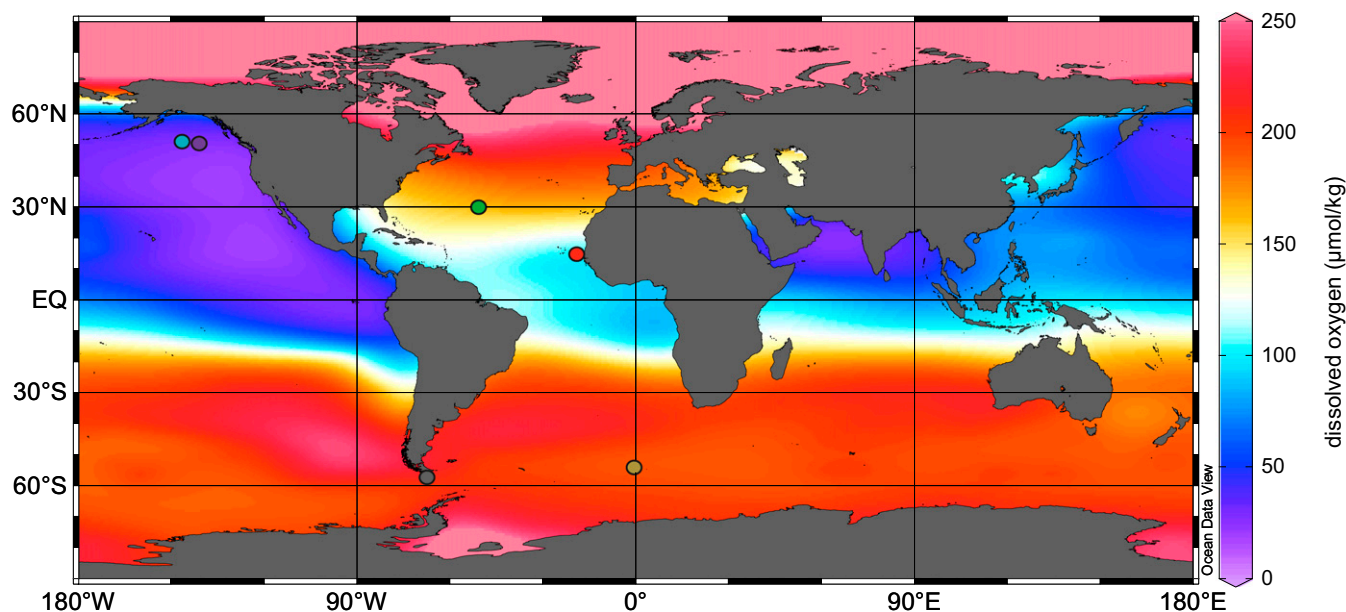 250
60°N
200
30°N
150
EQ
100
30°S
50
60°S
0
180°W
90°W
0°
90°E
180°E
dissolved oxygen (μmol/kg)
Ocean Data View